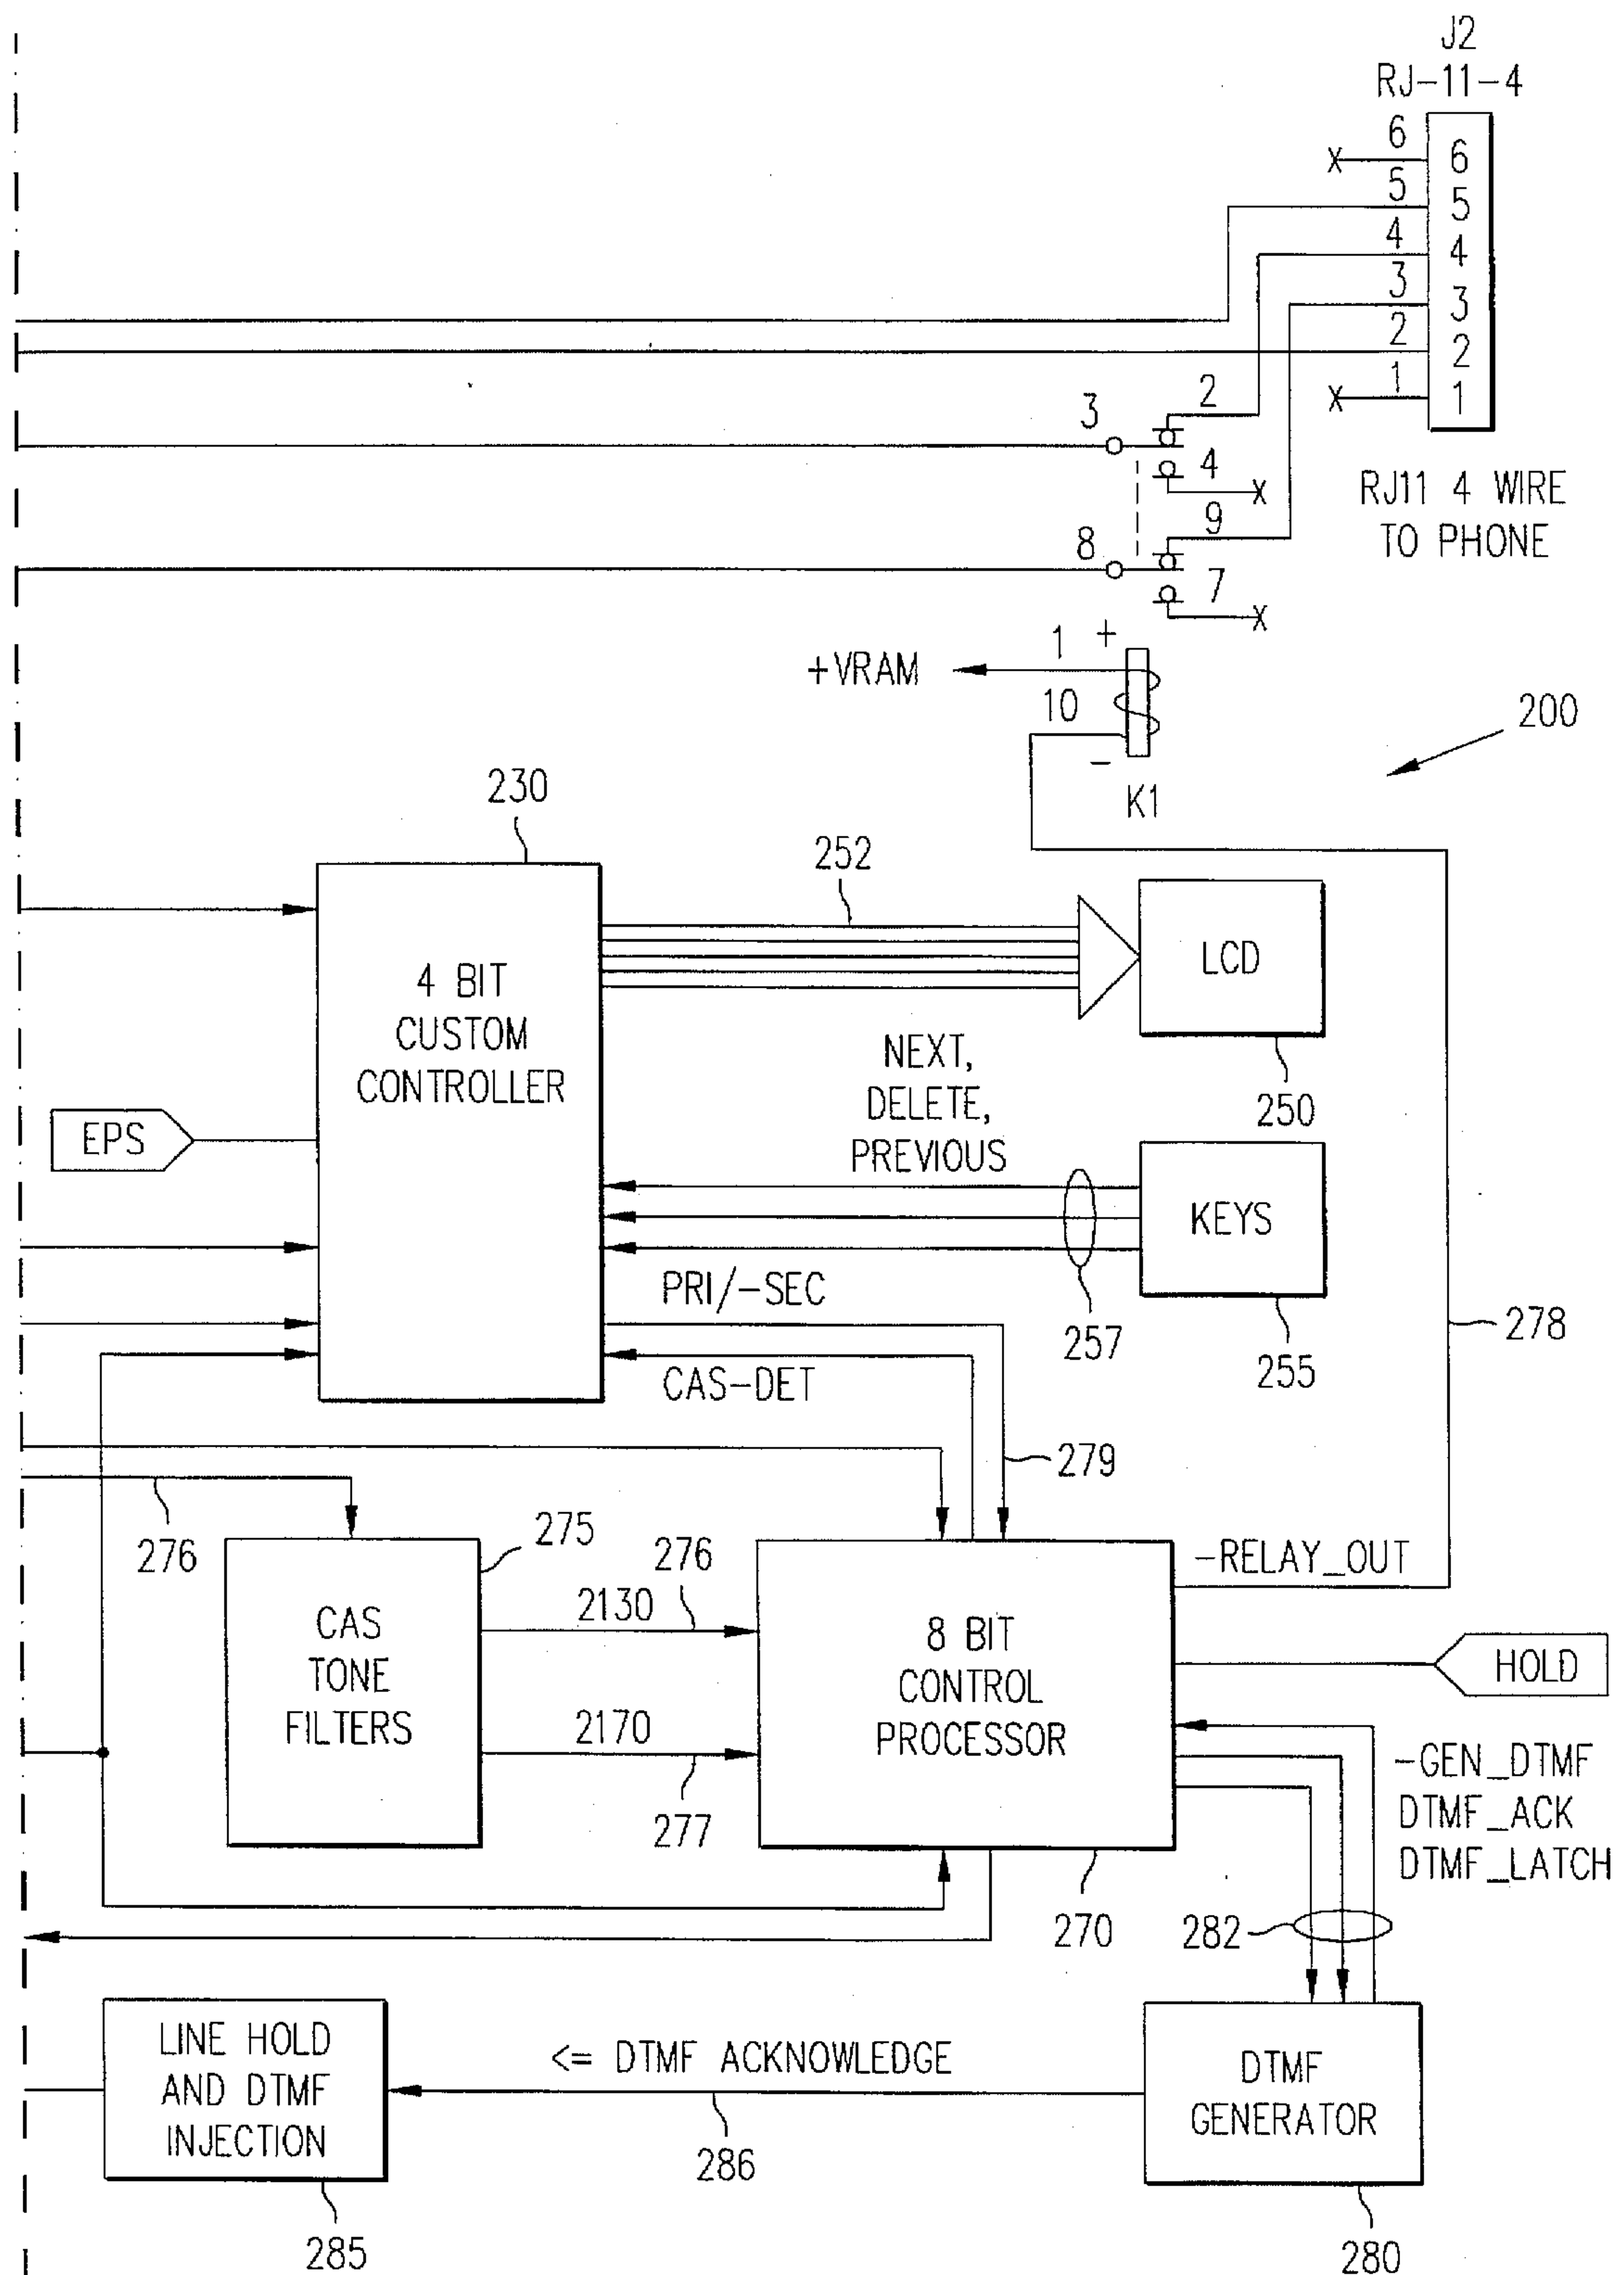 J2
RJ-11-4
6 6
5 5
4 4
3 3
2 2
1 1
RJ11 4 WIRE
TO PHONE
3
2
4
8
9
7
+VRAM
1 +
10
-
K1
200
230
4 BIT
CUSTOM
CONTROLLER
252
LCD
250
EPS
NEXT,
DELETE,
PREVIOUS
KEYS
257
255
278
PRI/-SEC
CAS-DET
279
276
275
CAS
TONE
FILTERS
2130
276
2170
277
8 BIT
CONTROL
PROCESSOR
270
-RELAY_OUT
HOLD
-GEN_DTMF
DTMF_ACK
DTMF_LATCH
282
LINE HOLD
AND DTMF
INJECTION
285
<= DTMF ACKNOWLEDGE
286
DTMF
GENERATOR
280